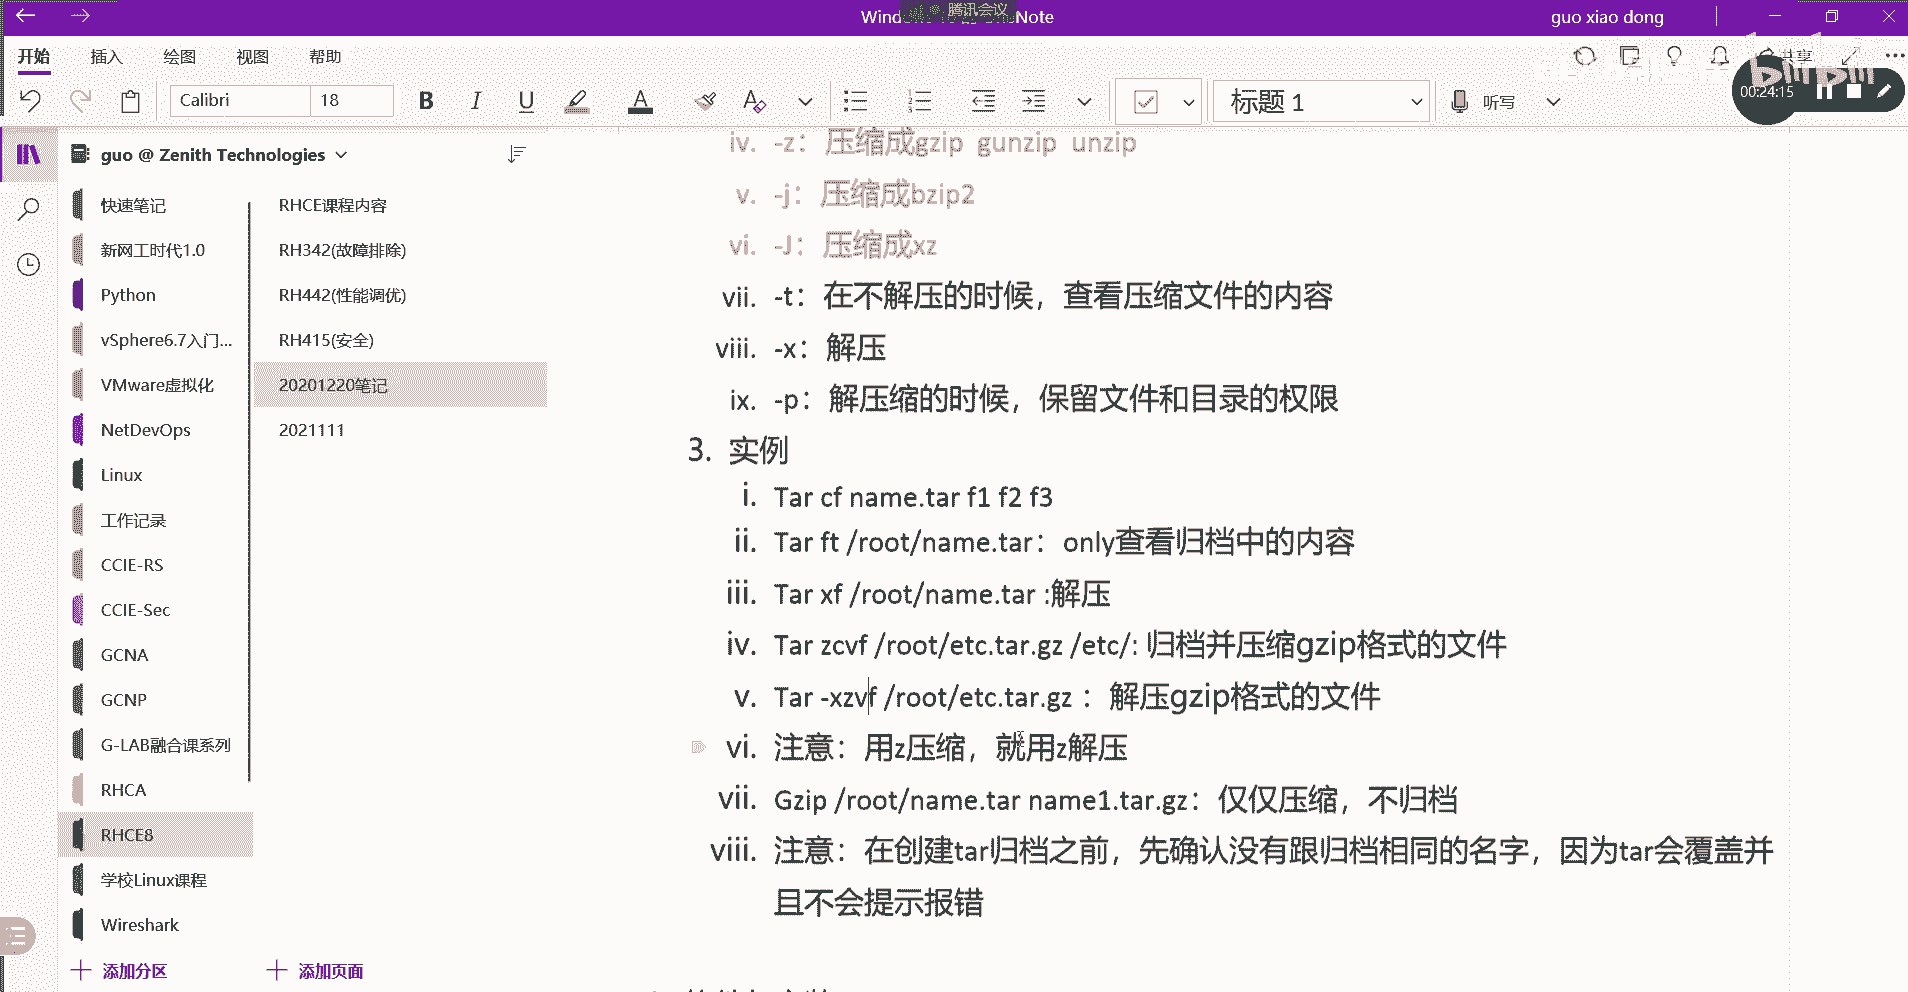 腾讯会议
Note
guo xiao dong
开始 插入 绘图 视图 帮助
共享
bilibili
00:24:15
Calibri 18 B I U A 标题 1 听写
guo @ Zenith Technologies
快速笔记
新网工时代1.0
Python
vSphere6.7入门...
VMware虚拟化
NetDevOps
Linux
工作记录
CCIE-RS
CCIE-Sec
GCNA
GCNP
G-LAB融合课系列
RHCA
RHCE8
学校Linux课程
Wireshark
添加分区
RHCE课程内容
RH342(故障排除)
RH442(性能调优)
RH415(安全)
20201220笔记
2021111
添加页面
iv. -z：压缩成gzip gunzip unzip
v. -j：压缩成bzip2
vi. -J：压缩成xz
vii. -t：在不解压的时候，查看压缩文件的内容
viii. -x：解压
ix. -p：解压缩的时候，保留文件和目录的权限
3. 实例
i. Tar cf name.tar f1 f2 f3
ii. Tar ft /root/name.tar：only查看归档中的内容
iii. Tar xf /root/name.tar :解压
iv. Tar zcvf /root/etc.tar.gz /etc/: 归档并压缩gzip格式的文件
v. Tar -xzvf /root/etc.tar.gz ：解压gzip格式的文件
vi. 注意：用z压缩，就用z解压
vii. Gzip /root/name.tar name1.tar.gz：仅仅压缩，不归档
viii. 注意：在创建tar归档之前，先确认没有跟归档相同的名字，因为tar会覆盖并
且不会提示报错